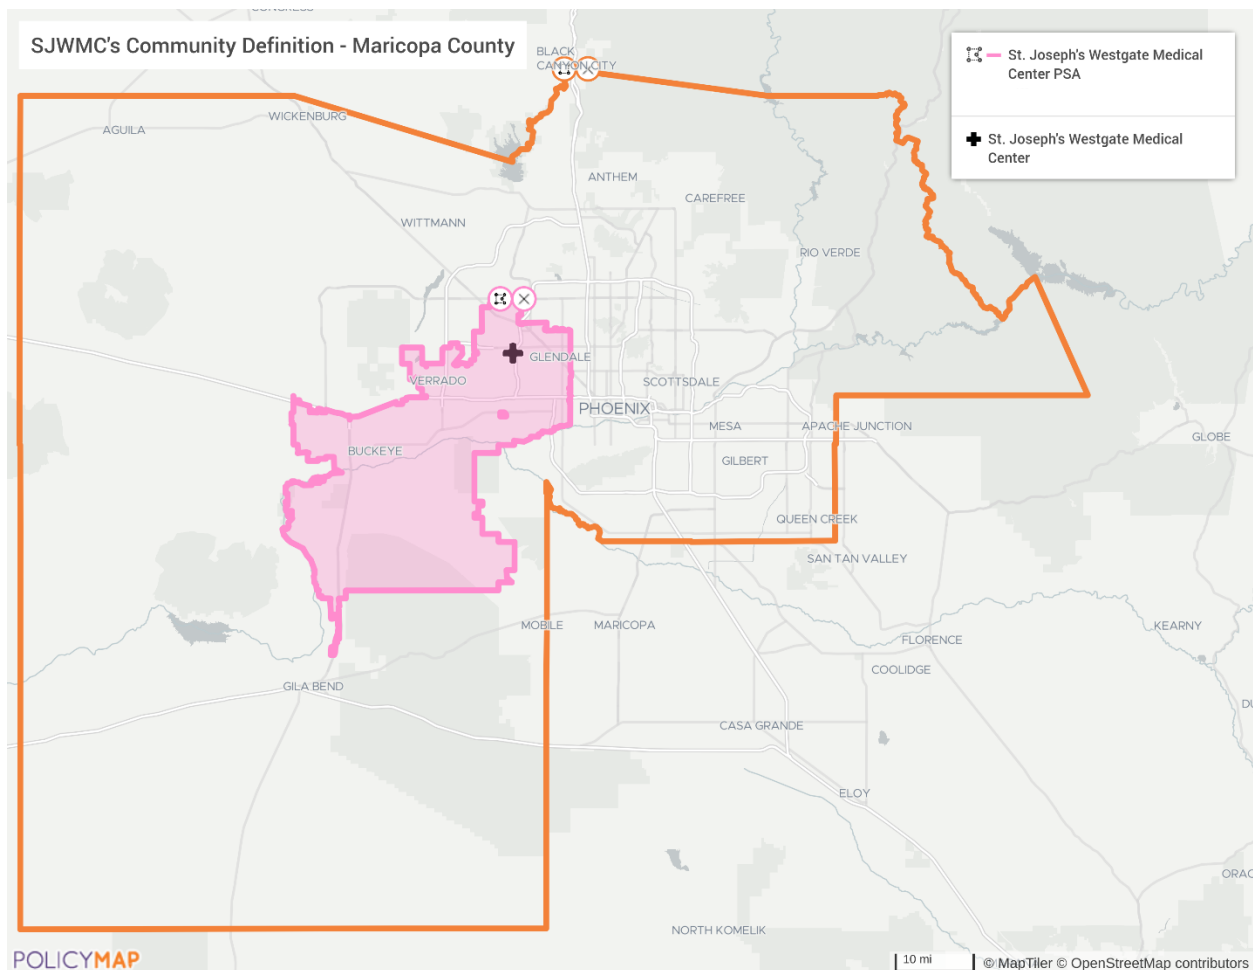 CONGRESS
SJWMC's Community Definition - Maricopa County
BLACK
CANYON CITY
St. Joseph's Westgate Medical
Center PSA
St. Joseph's Westgate Medical
Center
AGUILA
WICKENBURG
ANTHEM
CAREFREE
WITTMANN
RIO VERDE
GLENDALE
VERRADO
SCOTTSDALE
PHOENIX
MESA
APACHE JUNCTION
GLOBE
BUCKEYE
GILBERT
QUEEN CREEK
SAN TAN VALLEY
MOBILE
MARICOPA
KEARNY
FLORENCE
COOLIDGE
GILA BEND
DU
CASA GRANDE
ELOY
ORAC
NORTH KOMELIK
POLICYMAP
10 mi
© MapTiler © OpenStreetMap contributors